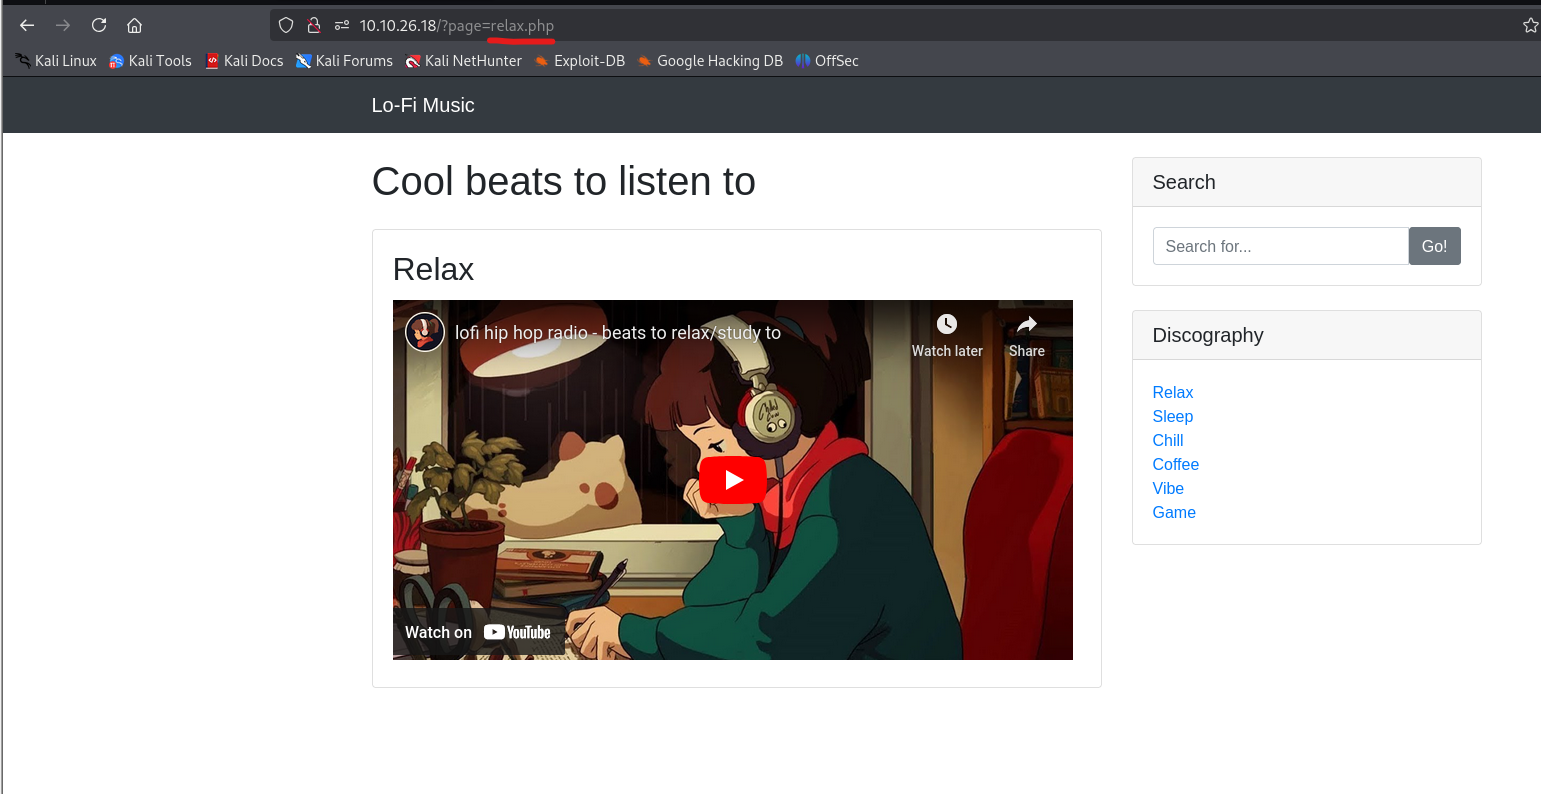 10.10.26.18/?page=relax.php
Kali Linux Kali Tools Kali Docs Kali Forums Kali NetHunter Exploit-DB Google Hacking DB OffSec
Lo-Fi Music
Cool beats to listen to
Relax
lofi hip hop radio - beats to relax/study to
Watch later Share
Watch on YouTube
Search
Search for... Go!
Discography
Relax
Sleep
Chill
Coffee
Vibe
Game